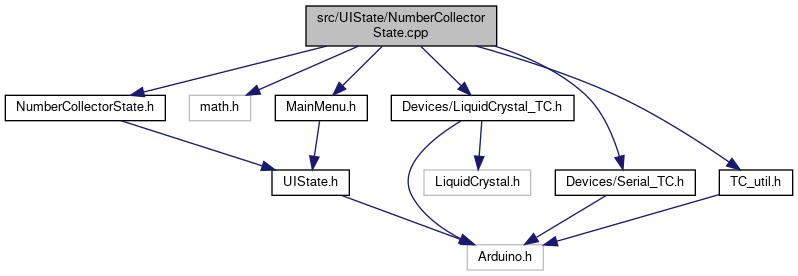 src/UIState/NumberCollector
State.cpp
NumberCollectorState.h
math.h
MainMenu.h
Devices/LiquidCrystal_TC.h
UIState.h
LiquidCrystal.h
Devices/Serial_TC.h
TC_util.h
Arduino.h